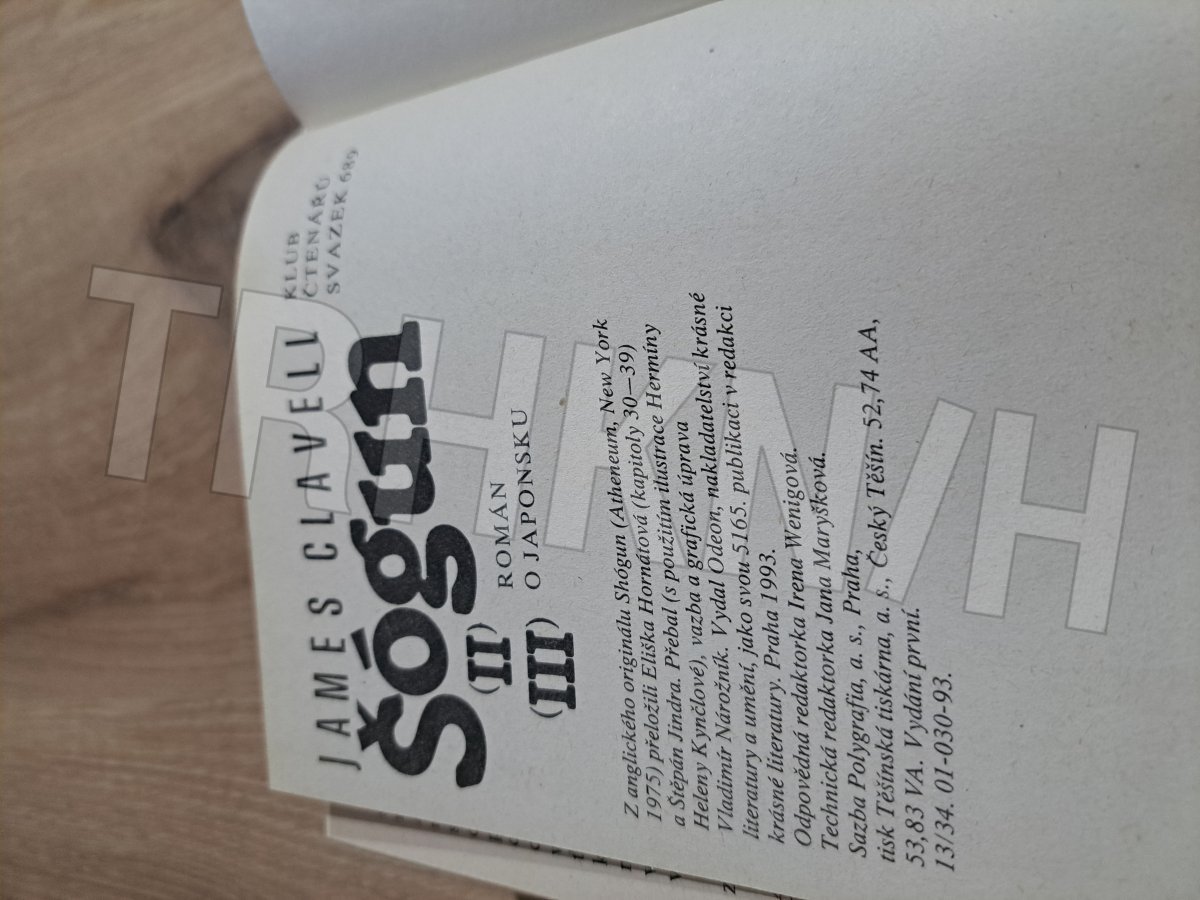 KLUB
ČTENÁŘŮ
SVAZEK 689
JAMES CLAVELL
Šógun
(II)
(III)
ROMÁN
O JAPONSKU
Z anglického originálu Shógun (Atheneum, New York
1975) přeložili Eliška Hornátová (kapitoly 30—39)
a Štěpán Jindra. Přebal (s použitím ilustrace Hermíny
Heleny Kynčlové), vazba a grafická úprava
Vladimír Nárožník. Vydal Odeon, nakladatelství krásné
literatury a umění, jako svou 5165. publikaci v redakci
krásné literatury. Praha 1993.
Odpovědná redaktorka Irena Wenigová.
Technická redaktorka Jana Maryšková.
Sazba Polygrafia, a. s., Praha,
tisk Těšínská tiskárna, a. s., Český Těšín. 52,74 AA,
53,83 VA. Vydání první.
13/34. 01-030-93.